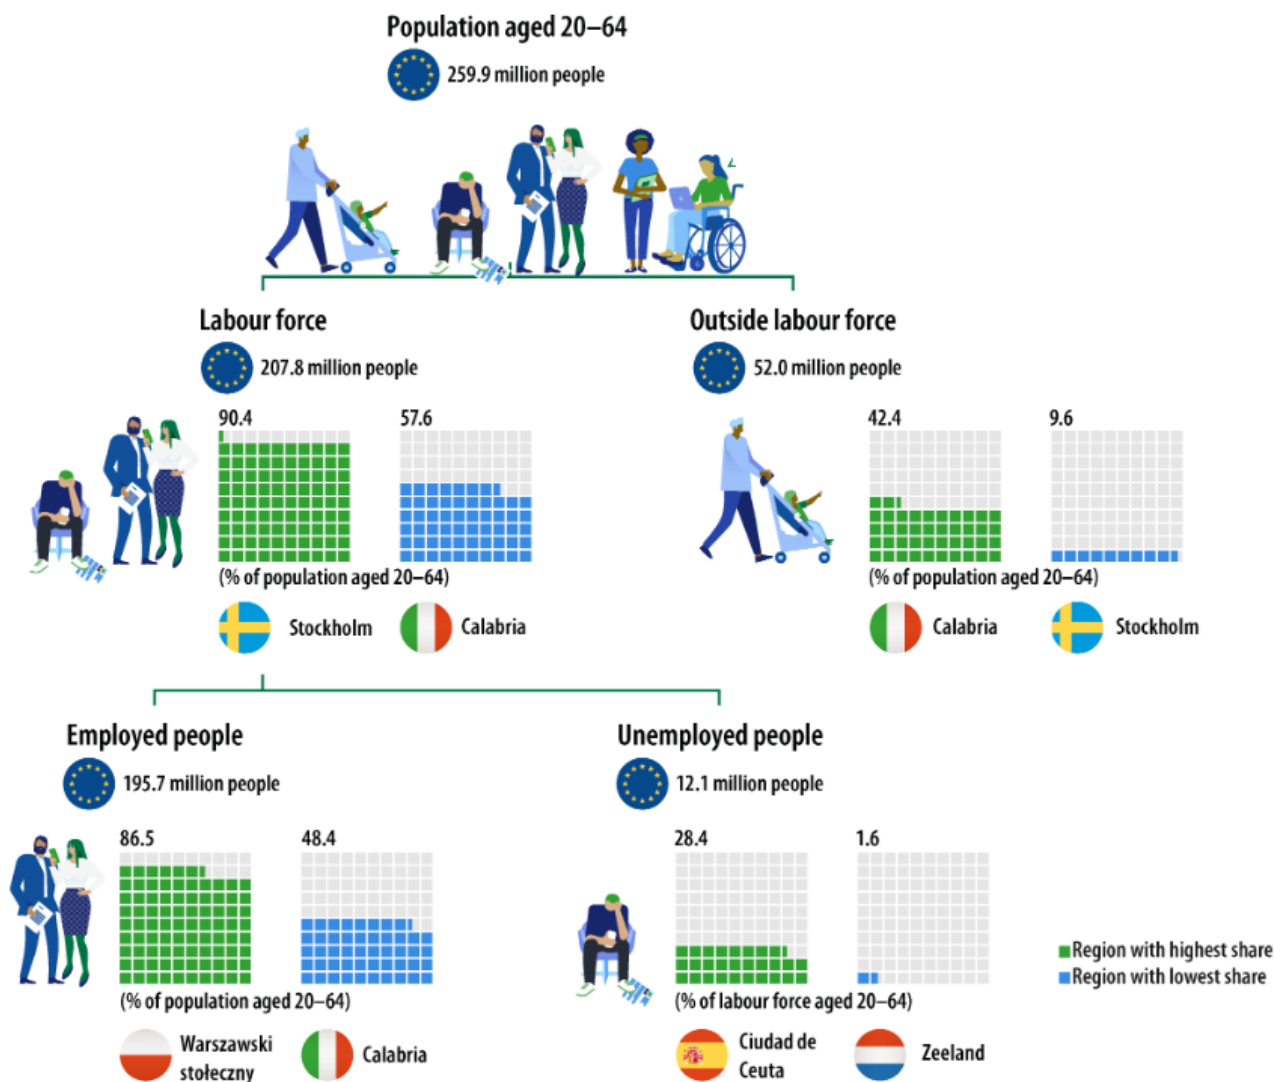 Population aged 20–64
259.9 million people
Labour force
207.8 million people
90.4
57.6
(% of population aged 20–64)
Stockholm
Calabria
Outside labour force
52.0 million people
42.4
9.6
(% of population aged 20–64)
Calabria
Stockholm
Employed people
195.7 million people
86.5
48.4
(% of population aged 20–64)
Warszawski
stołeczny
Calabria
Unemployed people
12.1 million people
28.4
1.6
(% of labour force aged 20–64)
Ciudad de
Ceuta
Zeeland
Region with highest share
Region with lowest share